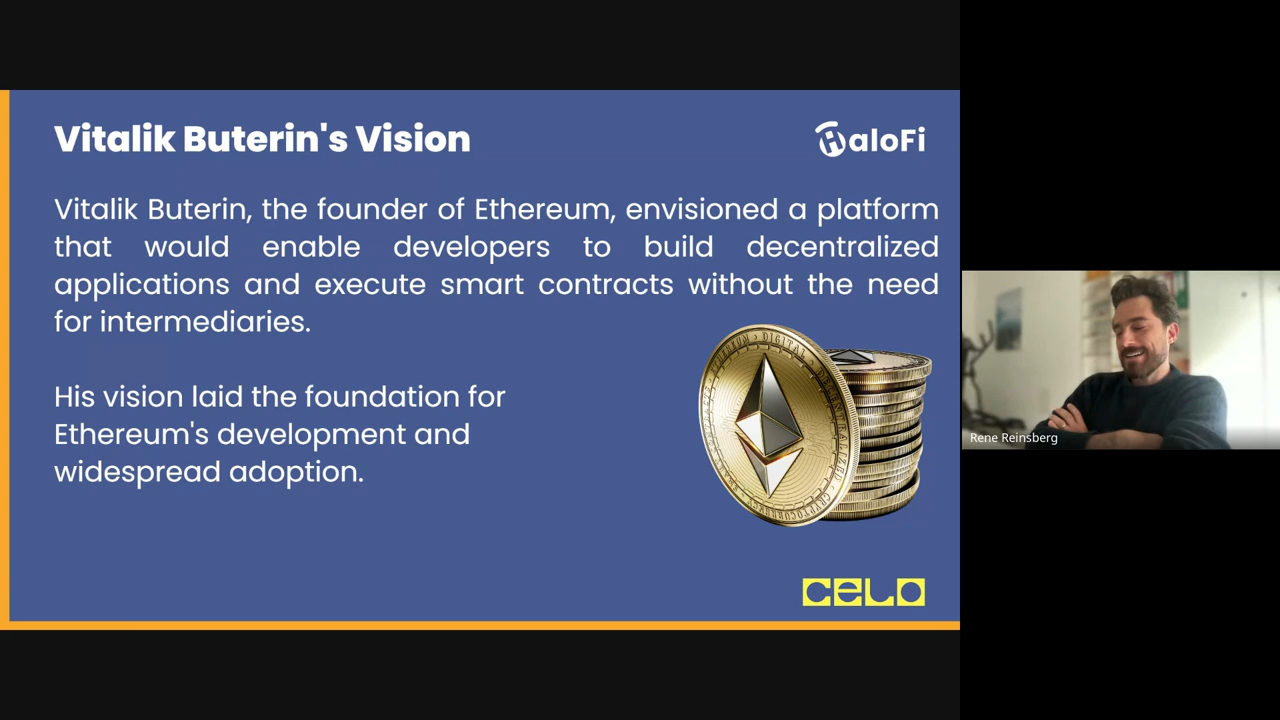 Vitalik Buterin's Vision
HaloFi
Vitalik Buterin, the founder of Ethereum, envisioned a platform
that would enable developers to build decentralized
applications and execute smart contracts without the need
for intermediaries.
His vision laid the foundation for
Ethereum's development and
widespread adoption.
DIGITAL
CELO
Rene Reinsberg